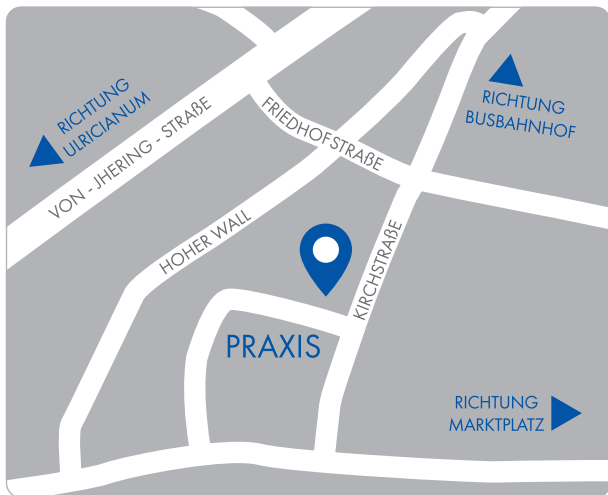 RICHTUNG
ULRICIANUM
VON - JHERING - STRAßE
FRIEDHOFSTRAßE
RICHTUNG
BUSBAHNHOF
HOHER WALL
KIRCHSTRAßE
PRAXIS
RICHTUNG
MARKTPLATZ